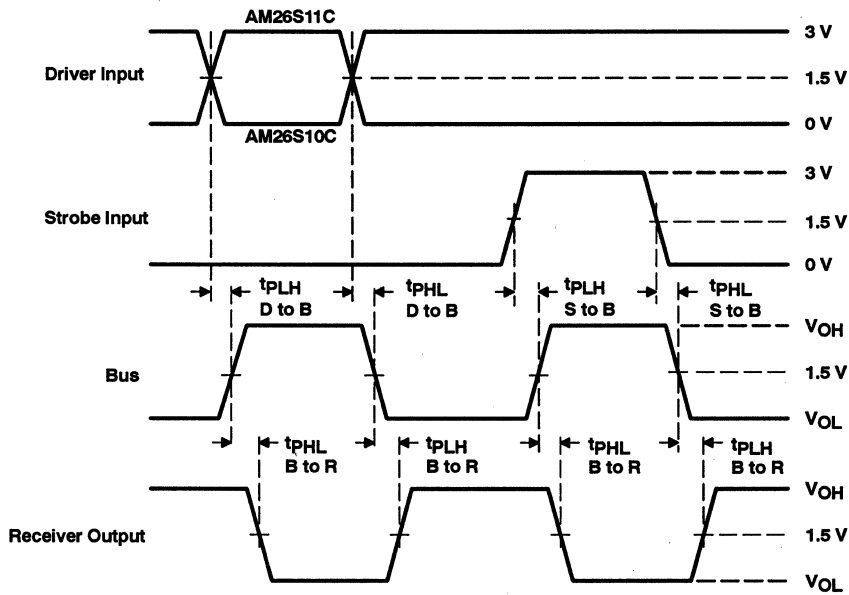 AM26S11C
3 V
Driver Input
1.5 V
AM26S10C
0 V
3 V
Strobe Input
1.5 V
0 V
tPLH tPHL tPLH tPHL
D to B D to B S to B S to B
VOH
Bus
1.5 V
VOL
tPHL tPLH tPHL tPLH
B to R B to R B to R B to R
VOH
Receiver Output
1.5 V
VOL